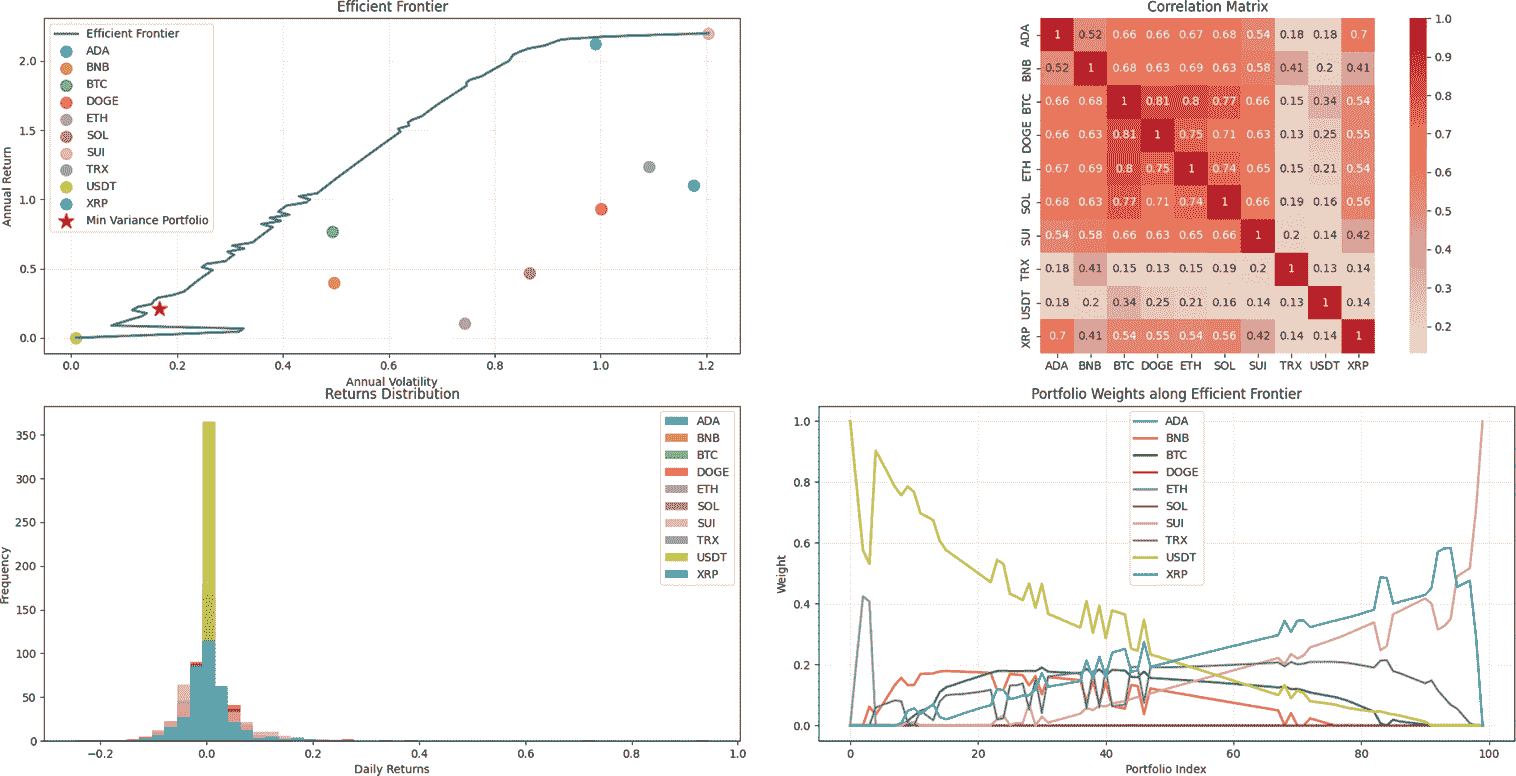 Efficient Frontier
Annual Return
2.0
1.5
1.0
0.5
0.0
Efficient Frontier
ADA
BNB
BTC
DOGE
ETH
SOL
SUI
TRX
USDT
XRP
Min Variance Portfolio
0.0 0.2 0.4 0.6 0.8 1.0 1.2
Annual Volatility
Correlation Matrix
ADA 1 0.52 0.66 0.66 0.67 0.68 0.54 0.18 0.18 0.7
BNB 0.52 1 0.68 0.63 0.69 0.63 0.58 0.41 0.2 0.41
BTC 0.66 0.68 1 0.81 0.8 0.77 0.66 0.15 0.34 0.54
DOGE 0.66 0.63 0.81 1 0.75 0.71 0.63 0.13 0.25 0.55
ETH 0.67 0.69 0.8 0.75 1 0.74 0.65 0.15 0.21 0.54
SOL 0.68 0.63 0.77 0.71 0.74 1 0.66 0.19 0.16 0.56
SUI 0.54 0.58 0.66 0.63 0.65 0.66 1 0.2 0.14 0.42
TRX 0.18 0.41 0.15 0.13 0.15 0.19 0.2 1 0.13 0.14
USDT 0.18 0.2 0.34 0.25 0.21 0.16 0.14 0.13 1 0.14
XRP 0.7 0.41 0.54 0.55 0.54 0.56 0.42 0.14 0.14 1
ADA BNB BTC DOGE ETH SOL SUI TRX USDT XRP
1.0
0.9
0.8
0.7
0.6
0.5
0.4
0.3
0.2
Returns Distribution
Frequency
350
300
250
200
150
100
50
0
ADA
BNB
BTC
DOGE
ETH
SOL
SUI
TRX
USDT
XRP
−0.2 0.0 0.2 0.4 0.6 0.8 1.0
Daily Returns
Portfolio Weights along Efficient Frontier
Weight
1.0
0.8
0.6
0.4
0.2
0.0
ADA
BNB
BTC
DOGE
ETH
SOL
SUI
TRX
USDT
XRP
0 20 40 60 80 100
Portfolio Index